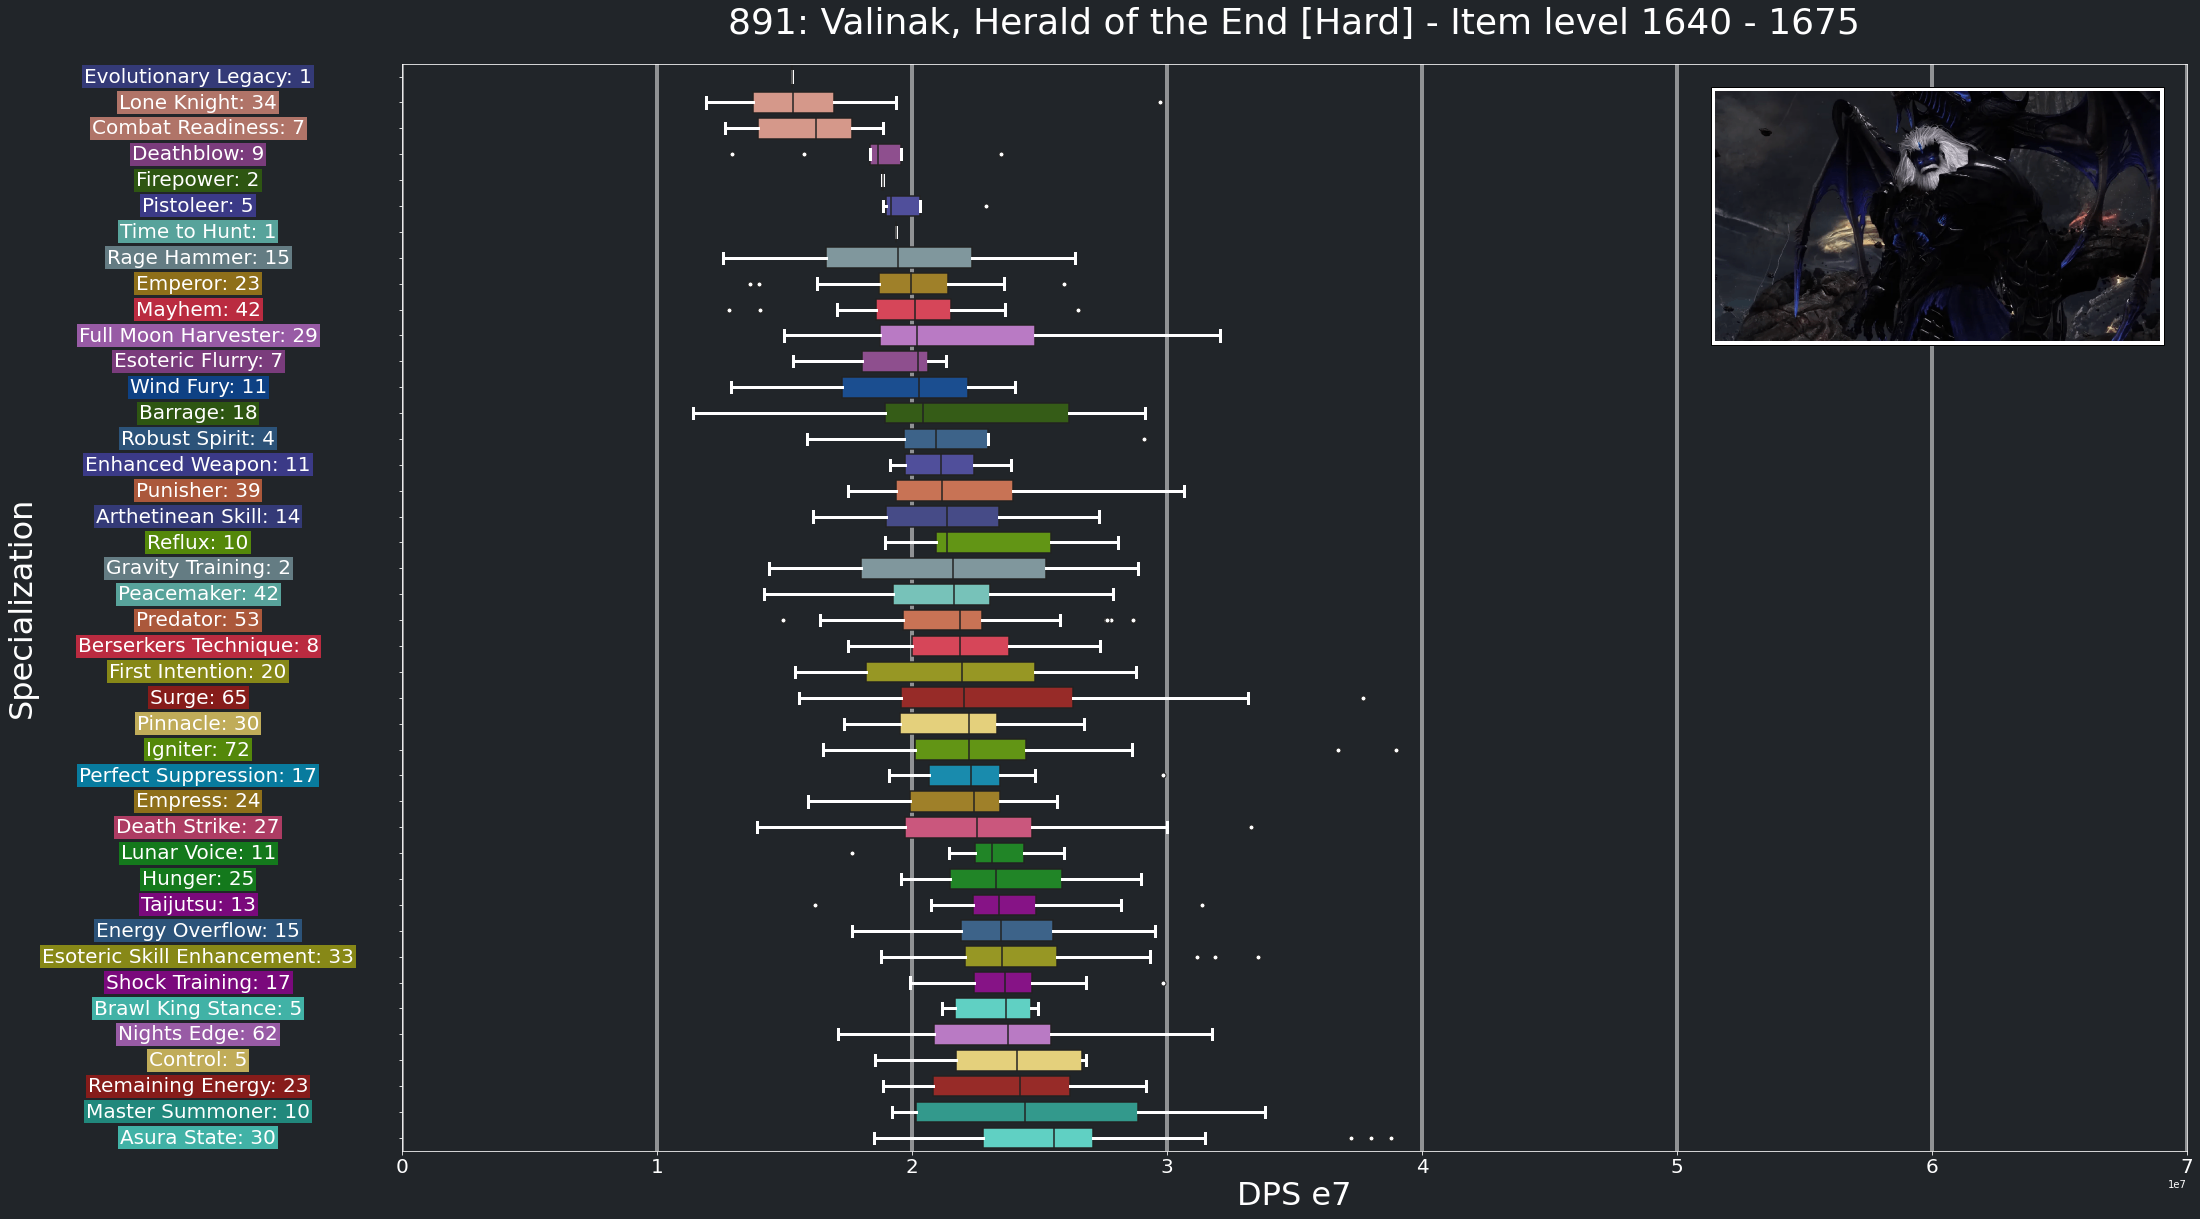 891: Valinak, Herald of the End [Hard] - Item level 1640 - 1675
Evolutionary Legacy: 1
Lone Knight: 34
Combat Readiness: 7
Deathblow: 9
Firepower: 2
Pistoleer: 5
Time to Hunt: 1
Rage Hammer: 15
Emperor: 23
Mayhem: 42
Full Moon Harvester: 29
Esoteric Flurry: 7
Wind Fury: 11
Barrage: 18
Robust Spirit: 4
Enhanced Weapon: 11
Punisher: 39
Arthetinean Skill: 14
Reflux: 10
Gravity Training: 2
Peacemaker: 42
Predator: 53
Berserkers Technique: 8
First Intention: 20
Surge: 65
Pinnacle: 30
Igniter: 72
Perfect Suppression: 17
Empress: 24
Death Strike: 27
Lunar Voice: 11
Hunger: 25
Taijutsu: 13
Energy Overflow: 15
Esoteric Skill Enhancement: 33
Shock Training: 17
Brawl King Stance: 5
Nights Edge: 62
Control: 5
Remaining Energy: 23
Master Summoner: 10
Asura State: 30
Specialization
0 1 2 3 4 5 6 7
DPS e7
1e7